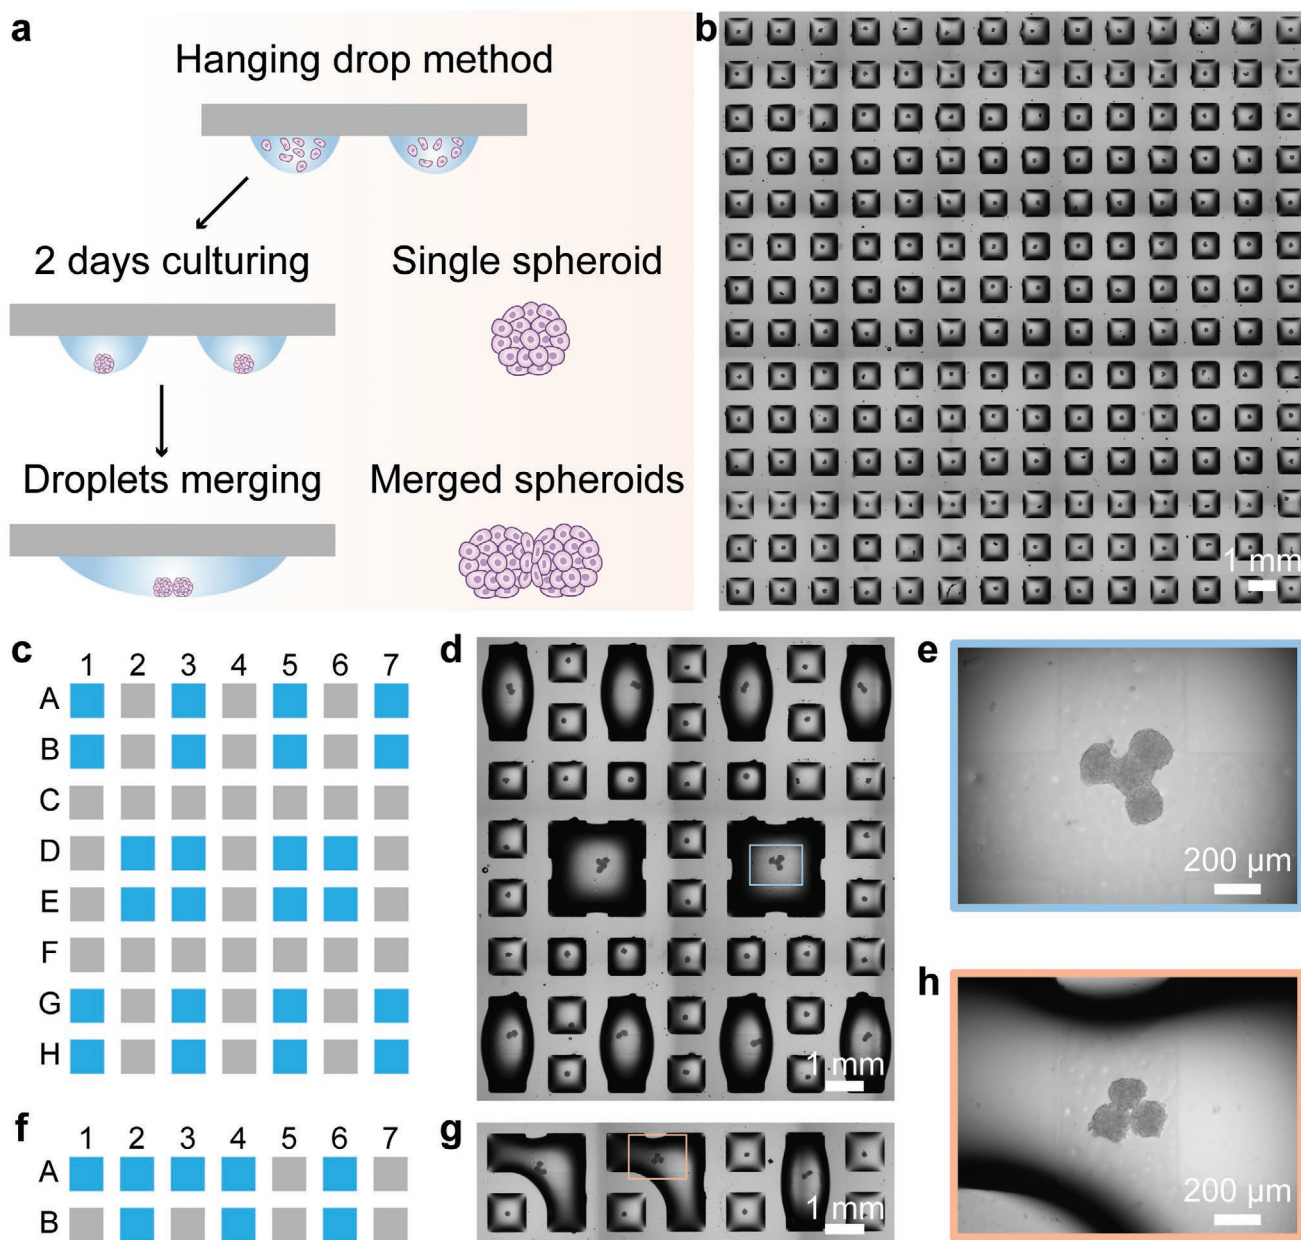 a
Hanging drop method
2 days culturing
Single spheroid
Droplets merging
Merged spheroids
b
1 mm
c
1 2 3 4 5 6 7
A
B
C
D
E
F
G
H
d
1 mm
e
200 µm
f
1 2 3 4 5 6 7
A
B
g
1 mm
h
200 µm